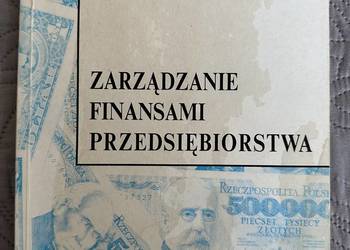 ZARZĄDZANIE
FINANSAMI
PRZEDSIĘBIORSTWA
RZECZPOSPOLITA POLSKA
500000
PIĘĆSET TYSIĘCY
ZŁOTYCH